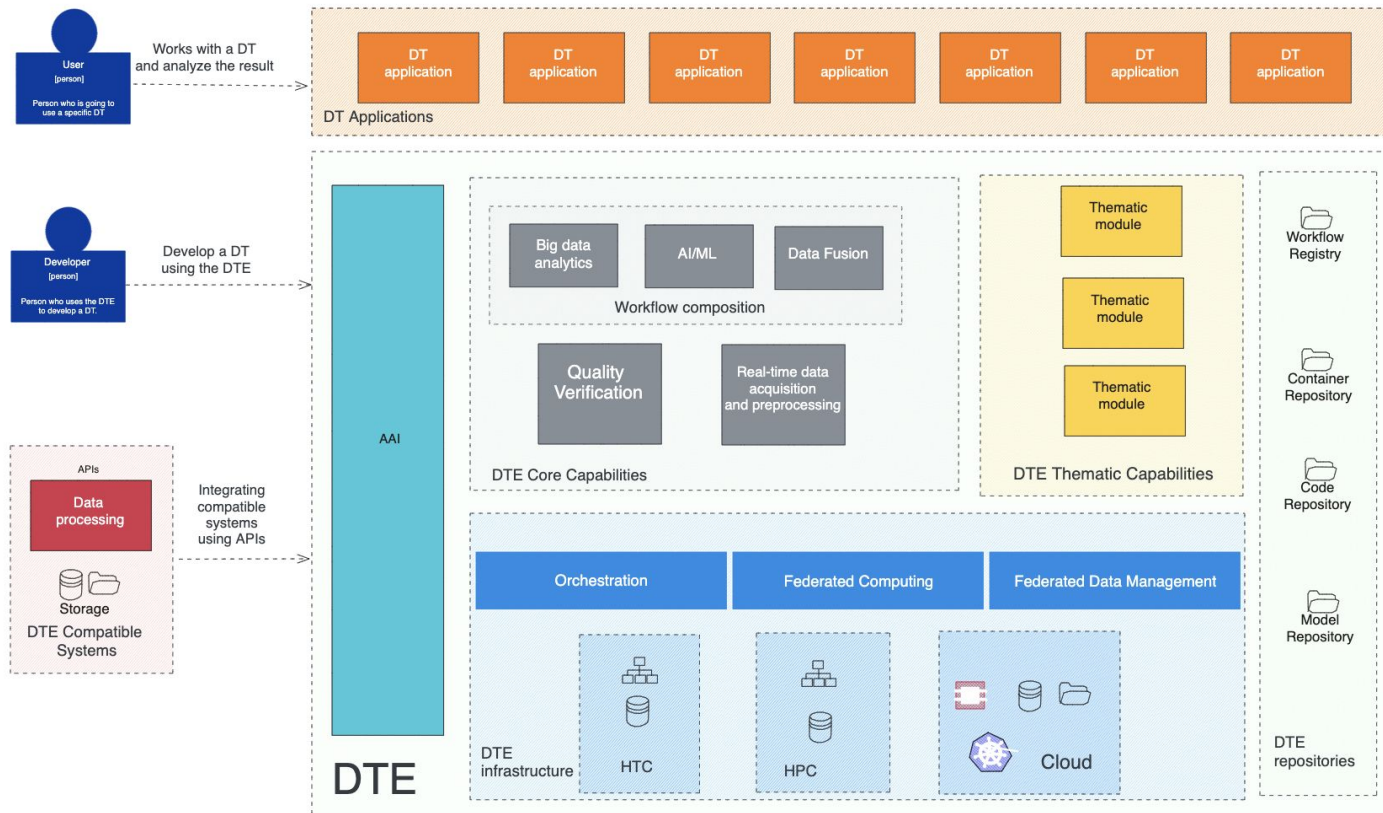 User
[person]
Person who is going to
use a specific DT
Works with a DT
and analyze the result
DT
application
DT
application
DT
application
DT
application
DT
application
DT
application
DT
application
DT Applications
Developer
[person]
Person who uses the DTE
to develop a DT.
Develop a DT
using the DTE
APIs
Data
processing
Storage
DTE Compatible
Systems
Integrating
compatible
systems
using APIs
AAI
DTE
Big data
analytics
AI/ML
Data Fusion
Workflow composition
Quality
Verification
Real-time data
acquisition
and preprocessing
DTE Core Capabilities
Thematic
module
Thematic
module
Thematic
module
DTE Thematic Capabilities
Orchestration
Federated Computing
Federated Data Management
DTE
infrastructure
HTC
HPC
Cloud
Workflow
Registry
Container
Repository
Code
Repository
Model
Repository
DTE
repositories